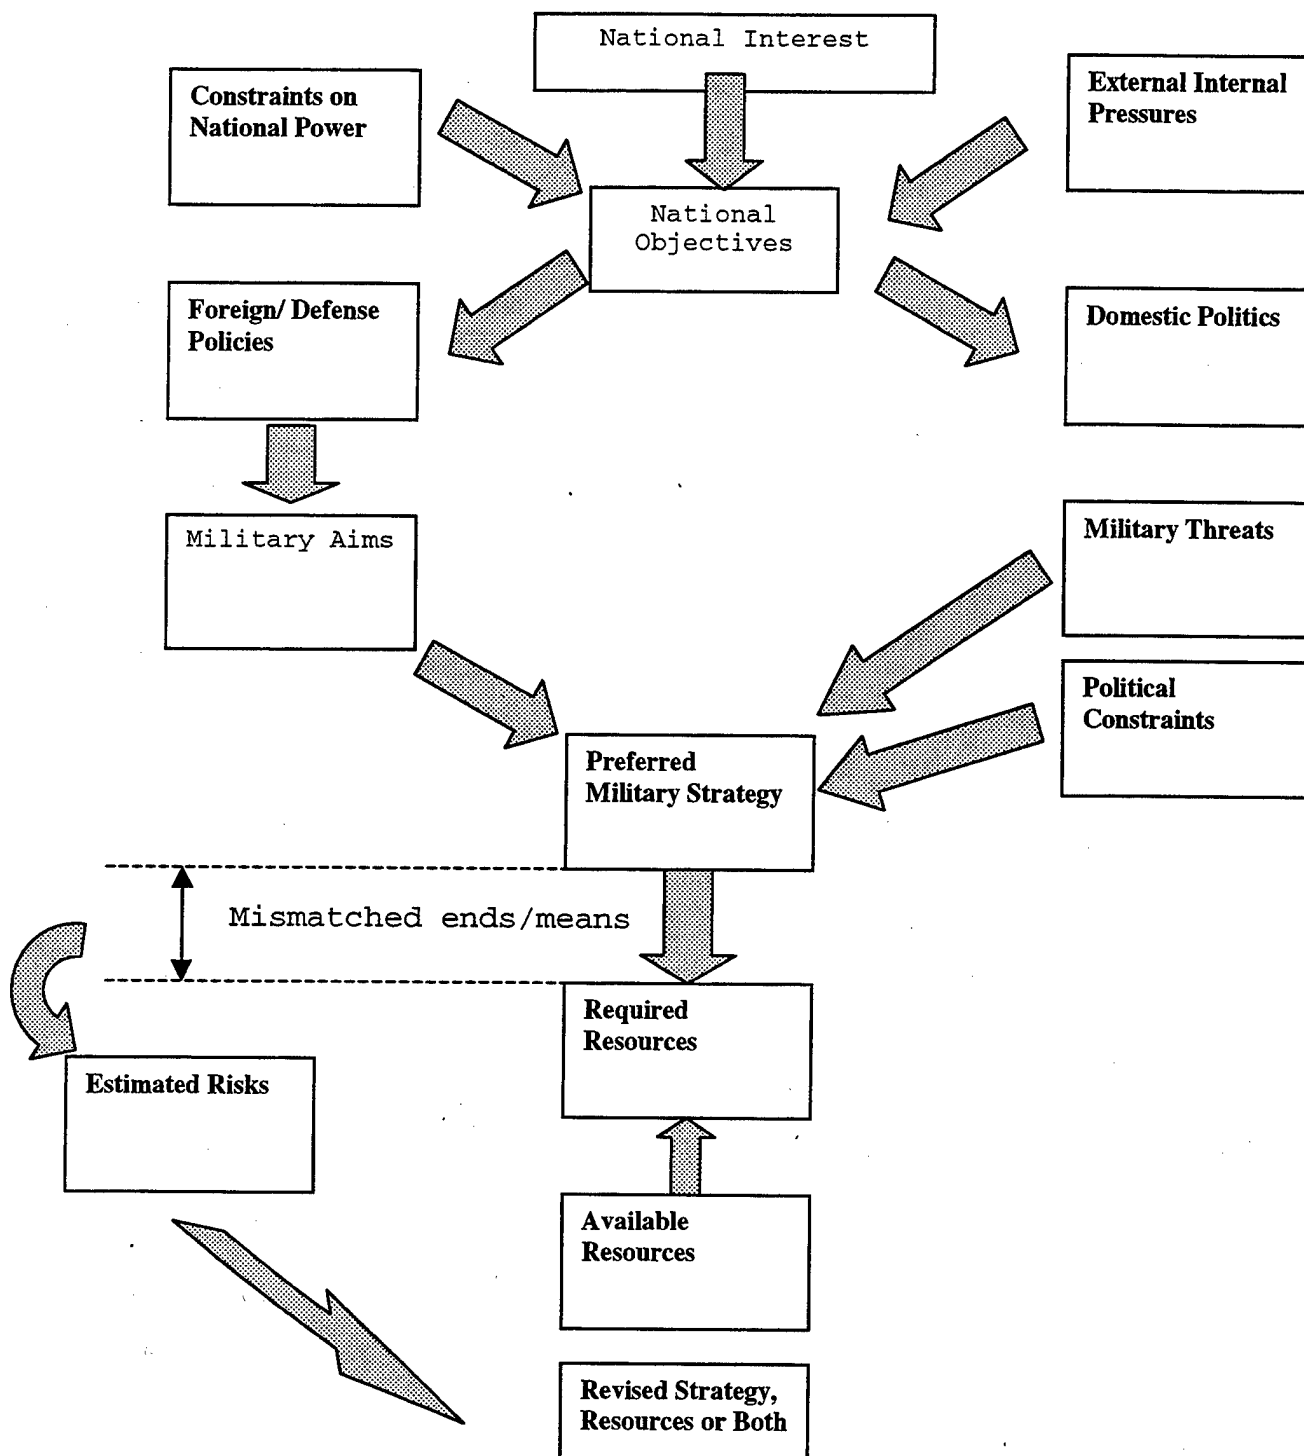 National Interest
Constraints on
National Power
External Internal
Pressures
National
Objectives
Foreign/ Defense
Policies
Domestic Politics
Military Aims
Military Threats
Political
Constraints
Preferred
Military Strategy
Mismatched ends/means
Required
Resources
Estimated Risks
Available
Resources
Revised Strategy,
Resources or Both